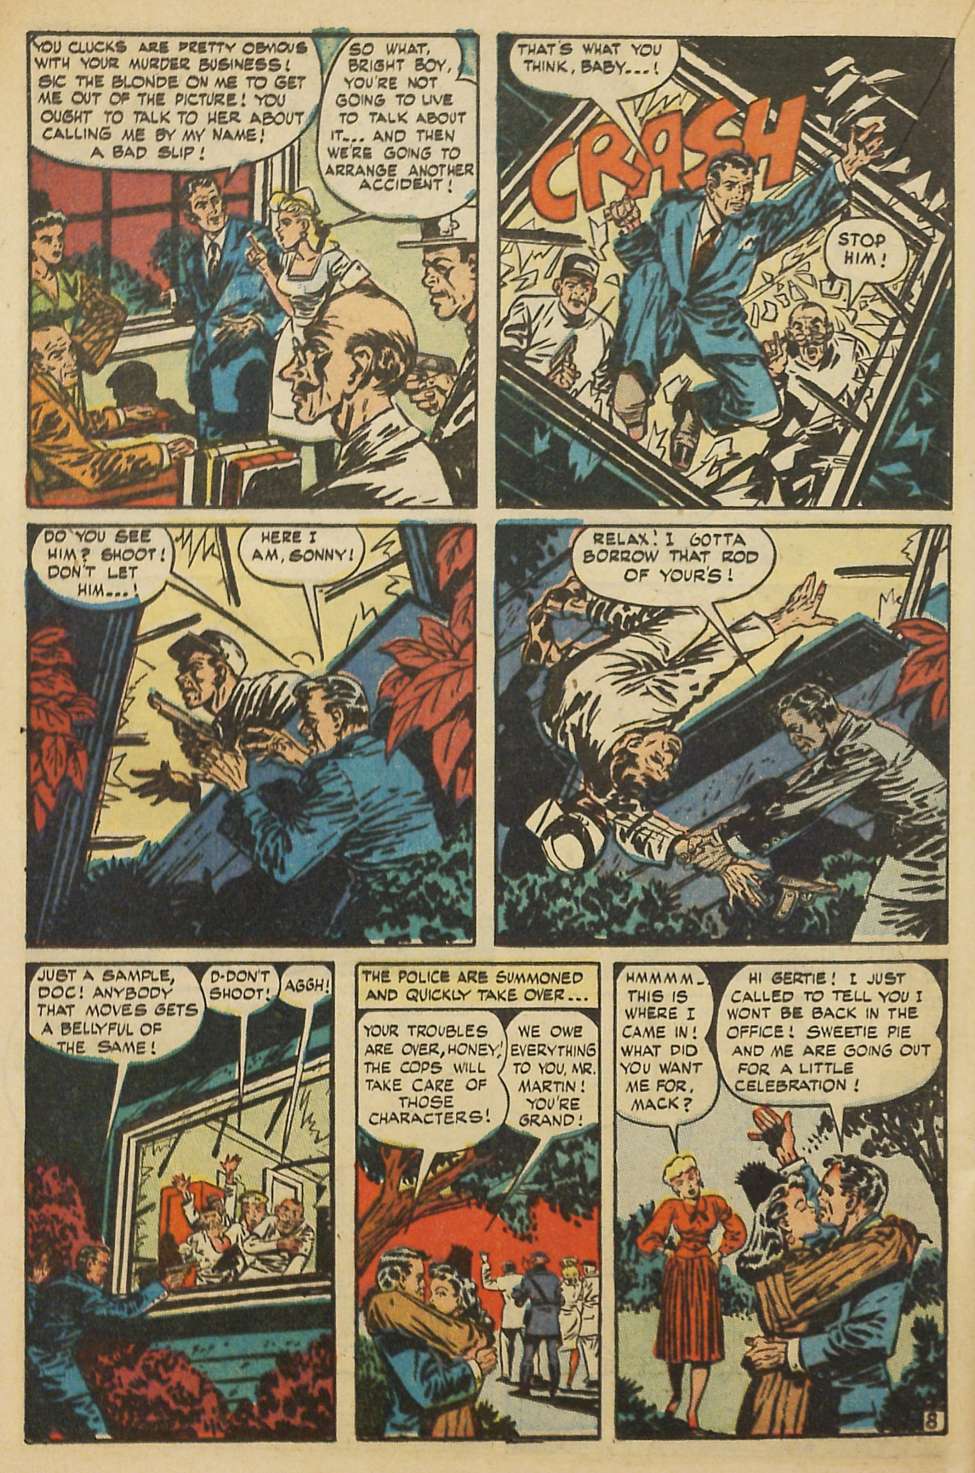 YOU CLUCKS ARE PRETTY OBVIOUS
WITH YOUR MURDER BUSINESS!
SIC THE BLONDE ON ME TO GET
ME OUT OF THE PICTURE! YOU
OUGHT TO TALK TO HER ABOUT
CALLING ME BY MY NAME!
A BAD SLIP!
SO WHAT,
BRIGHT BOY,
YOU'RE NOT
GOING TO LIVE
TO TALK ABOUT
IT... AND THEN
WE'RE GOING TO
ARRANGE ANOTHER
ACCIDENT!
THAT'S WHAT YOU
THINK, BABY...!
CRASH
STOP
HIM!
DO YOU SEE
HIM? SHOOT!
DON'T LET
HIM...!
HERE I
AM, SONNY!
RELAX! I GOTTA
BORROW THAT ROD
OF YOUR'S!
JUST A SAMPLE,
DOC! ANYBODY
THAT MOVES GETS
A BELLYFUL OF
THE SAME!
D-DON'T
SHOOT!
AGGH!
THE POLICE ARE SUMMONED
AND QUICKLY TAKE OVER...
YOUR TROUBLES
ARE OVER, HONEY!
THE COPS WILL
TAKE CARE OF
THOSE
CHARACTERS!
WE OWE
EVERYTHING
TO YOU, MR.
MARTIN!
YOU'RE
GRAND!
HMMMM..
THIS IS
WHERE I
CAME IN!
WHAT DID
YOU WANT
ME FOR,
MACK?
HI GERTIE! I JUST
CALLED TO TELL YOU I
WONT BE BACK IN THE
OFFICE! SWEETIE PIE
AND ME ARE GOING OUT
FOR A LITTLE
CELEBRATION!
8